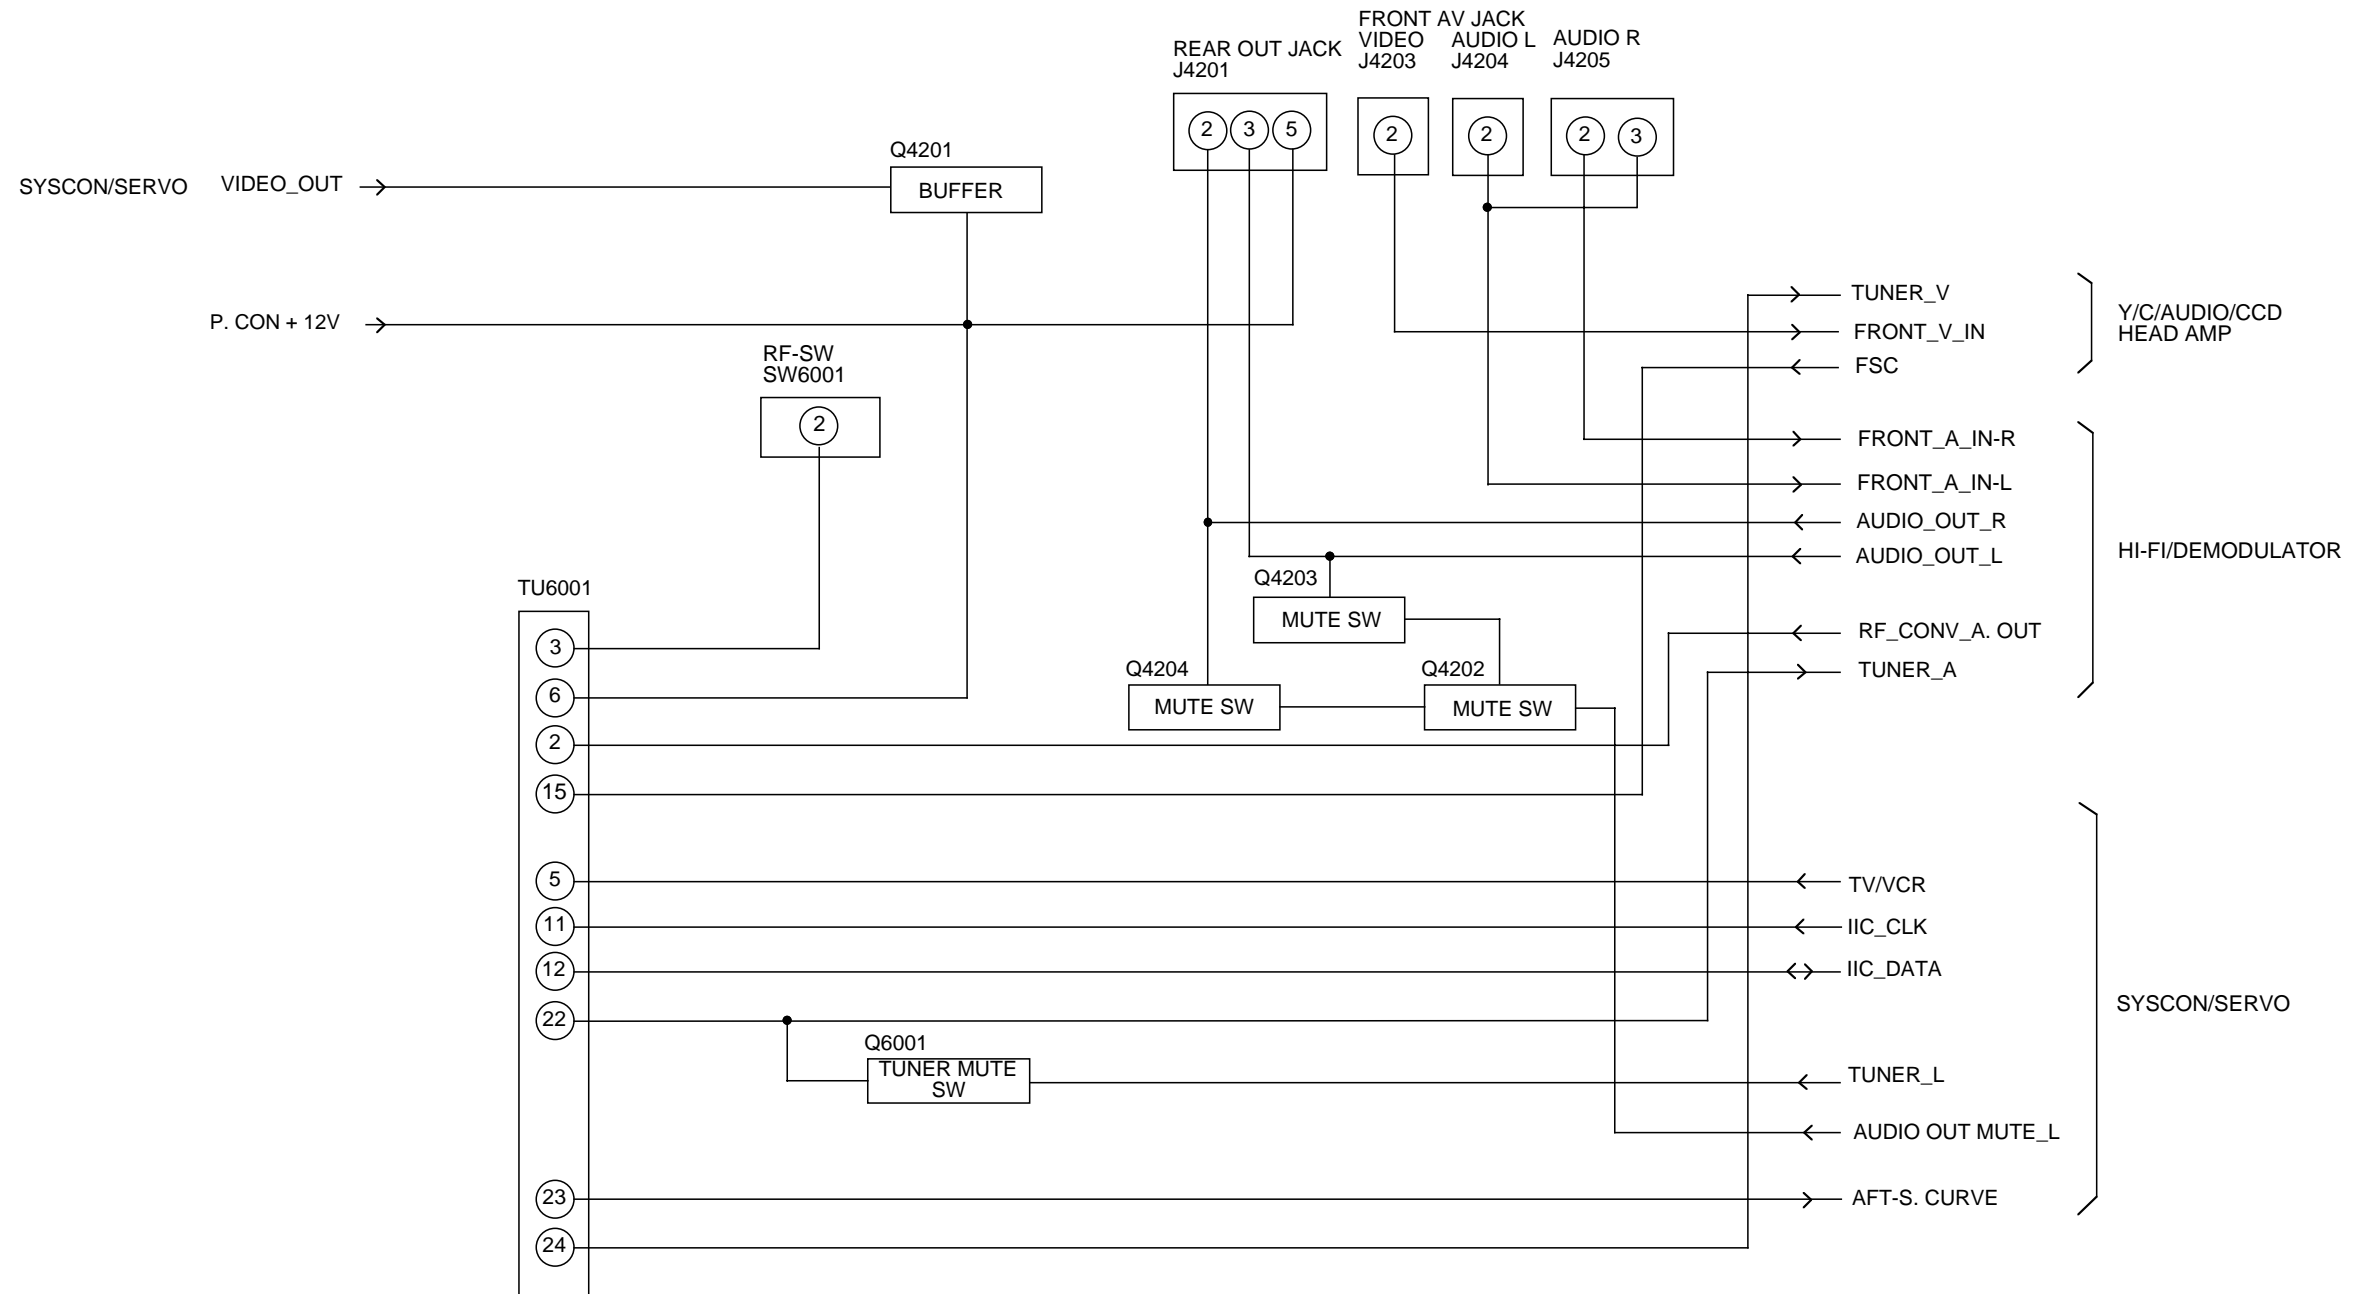 FRONT AV JACK
VIDEO
J4203
AUDIO L
J4204
AUDIO R
J4205
REAR OUT JACK
J4201
2
3
5
2
2
2
3
Q4201
BUFFER
SYSCON/SERVO
VIDEO_OUT
P. CON + 12V
RF-SW
SW6001
2
TUNER_V
FRONT_V_IN
FSC
Y/C/AUDIO/CCD
HEAD AMP
FRONT_A_IN-R
FRONT_A_IN-L
AUDIO_OUT_R
AUDIO_OUT_L
RF_CONV_A. OUT
TUNER_A
HI-FI/DEMODULATOR
Q4203
MUTE SW
Q4204
MUTE SW
Q4202
MUTE SW
TU6001
3
6
2
15
5
11
12
22
23
24
Q6001
TUNER MUTE
SW
TV/VCR
IIC_CLK
IIC_DATA
TUNER_L
AUDIO OUT MUTE_L
AFT-S. CURVE
SYSCON/SERVO